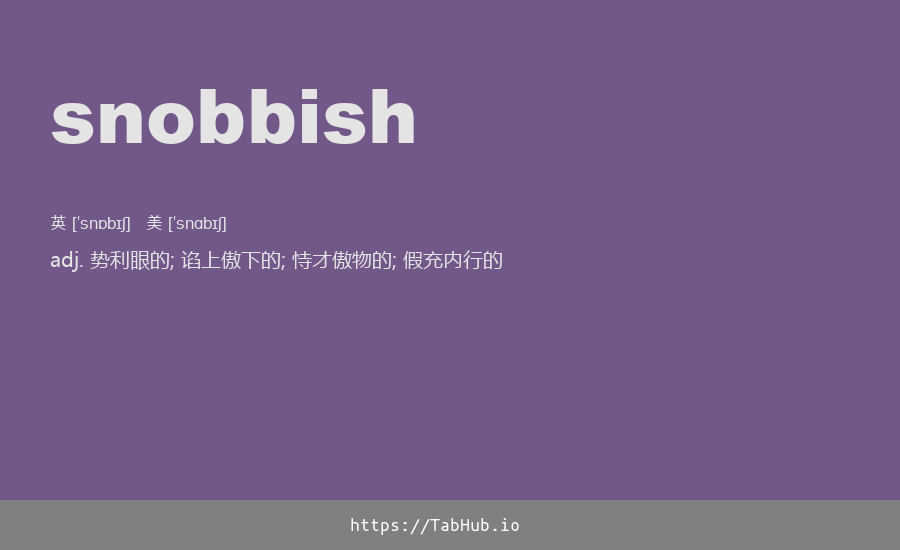 snobbish
英 [ˈsnɒbɪʃ] 美 [ˈsnɑbɪʃ]
adj. 势利眼的; 谄上傲下的; 恃才傲物的; 假充内行的
https://TabHub.io